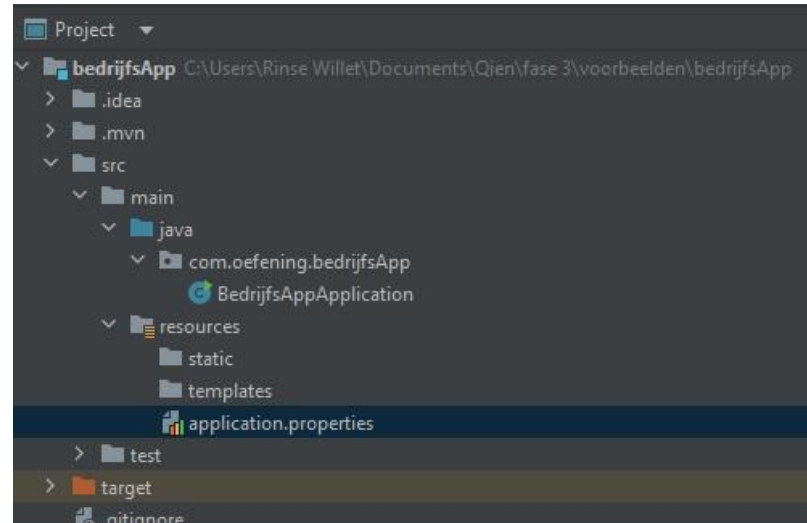 Project
bedrijfsApp C:\Users\Rinse Willet\Documents\Qien\fase 3\voorbeelden\bedrijfsApp
.idea
.mvn
src
main
java
com.oefening.bedrijfsApp
BedrijfsAppApplication
resources
static
templates
application.properties
test
target
.gitignore